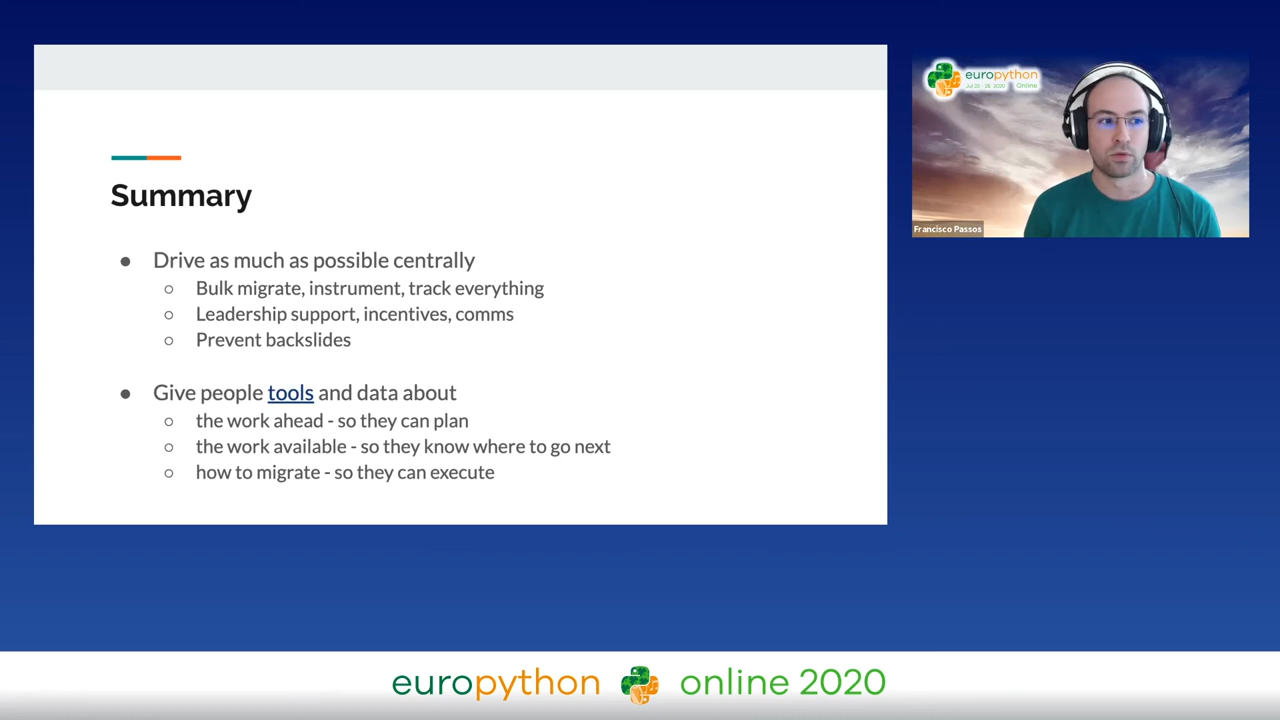 Summary
Drive as much as possible centrally
Bulk migrate, instrument, track everything
Leadership support, incentives, comms
Prevent backslides
Give people tools and data about
the work ahead - so they can plan
the work available - so they know where to go next
how to migrate - so they can execute
europython
Online
Francisco Passos
europython online 2020